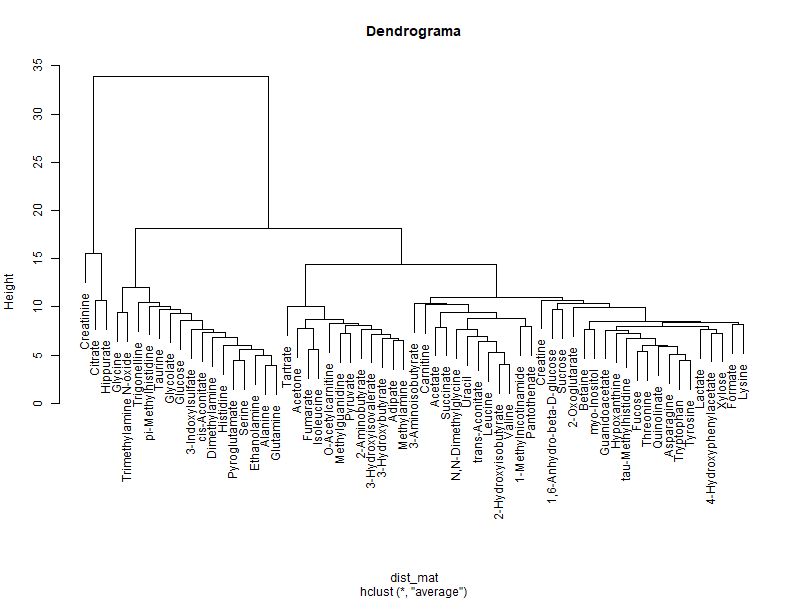 Dendrograma
Height
35
30
25
20
15
10
5
0
Creatinine
Citrate
Hippurate
Glycine
Trimethylamine N-oxide
Trigonelline
pi-Methylhistidine
Taurine
Glycolate
Glucose
3-Indoxylsulfate
cis-Aconitate
Dimethylamine
Histidine
Pyroglutamate
Serine
Ethanolamine
Alanine
Glutamine
Tartrate
Acetone
Fumarate
Isoleucine
O-Acetylcarnitine
Methylguanidine
Pyruvate
2-Aminobutyrate
3-Hydroxyisovalerate
3-Hydroxybutyrate
Adipate
Methylamine
3-Aminoisobutyrate
Carnitine
Acetate
Succinate
N,N-Dimethylglycine
Uracil
trans-Aconitate
Leucine
2-Hydroxyisobutyrate
Valine
1-Methylnicotinamide
Pantothenate
Creatine
1,6-Anhydro-beta-D-glucose
Sucrose
2-Oxoglutarate
Betaine
myo-Inositol
Guanidoacetate
Hypoxanthine
tau-Methylhistidine
Fucose
Threonine
Quinolinate
Asparagine
Tryptophan
Tyrosine
Lactate
4-Hydroxyphenylacetate
Xylose
Formate
Lysine
dist_mat
hclust (*, "average")